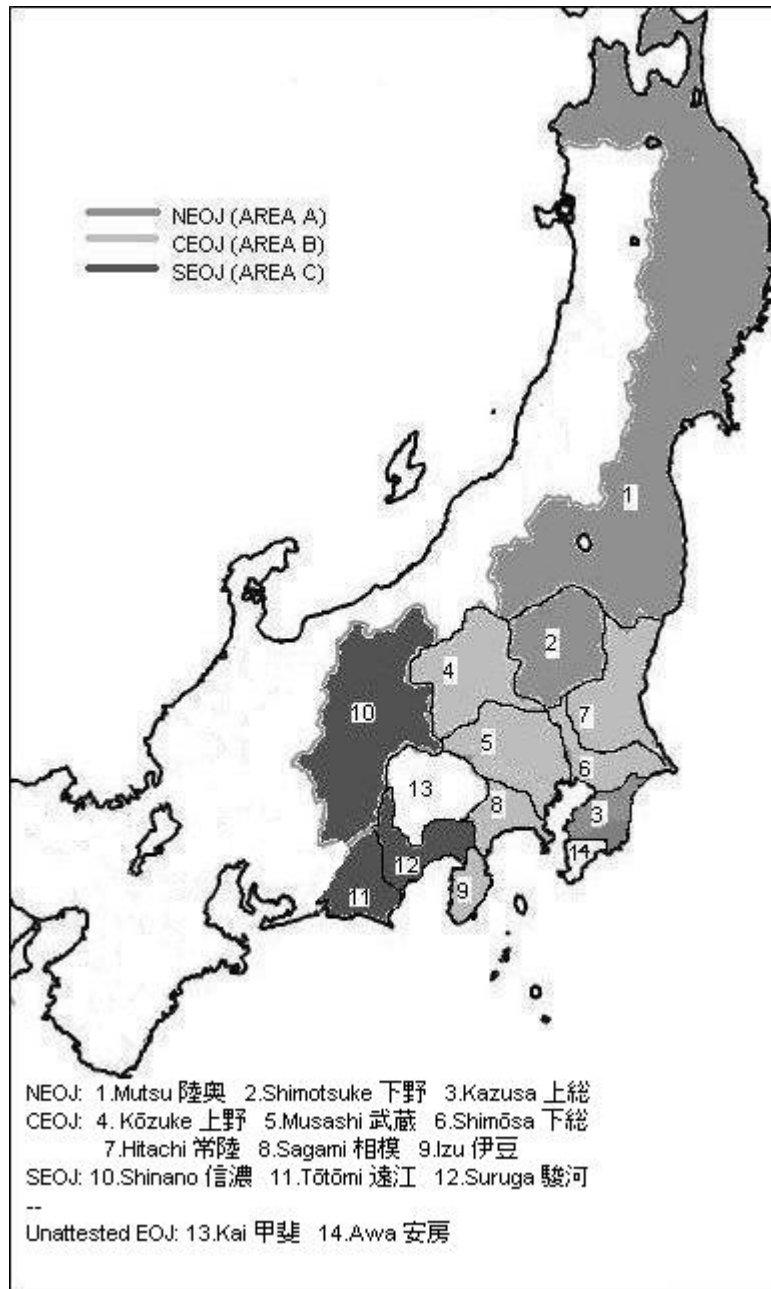 NEOJ (AREA A)
CEOJ (AREA B)
SEOJ (AREA C)
1
2
4
10
7
5
6
13
8
3
14
12
9
11
NEOJ: 1.Mutsu 陸奥 2.Shimotsuke 下野 3.Kazusa 上総
CEOJ: 4. Kōzuke 上野 5.Musashi 武蔵 6.Shimōsa 下総
7.Hitachi 常陸 8.Sagami 相模 9.Izu 伊豆
SEOJ: 10.Shinano 信濃 11.Tōtōmi 遠江 12.Suruga 駿河
--
Unattested EOJ: 13.Kai 甲斐 14.Awa 安房